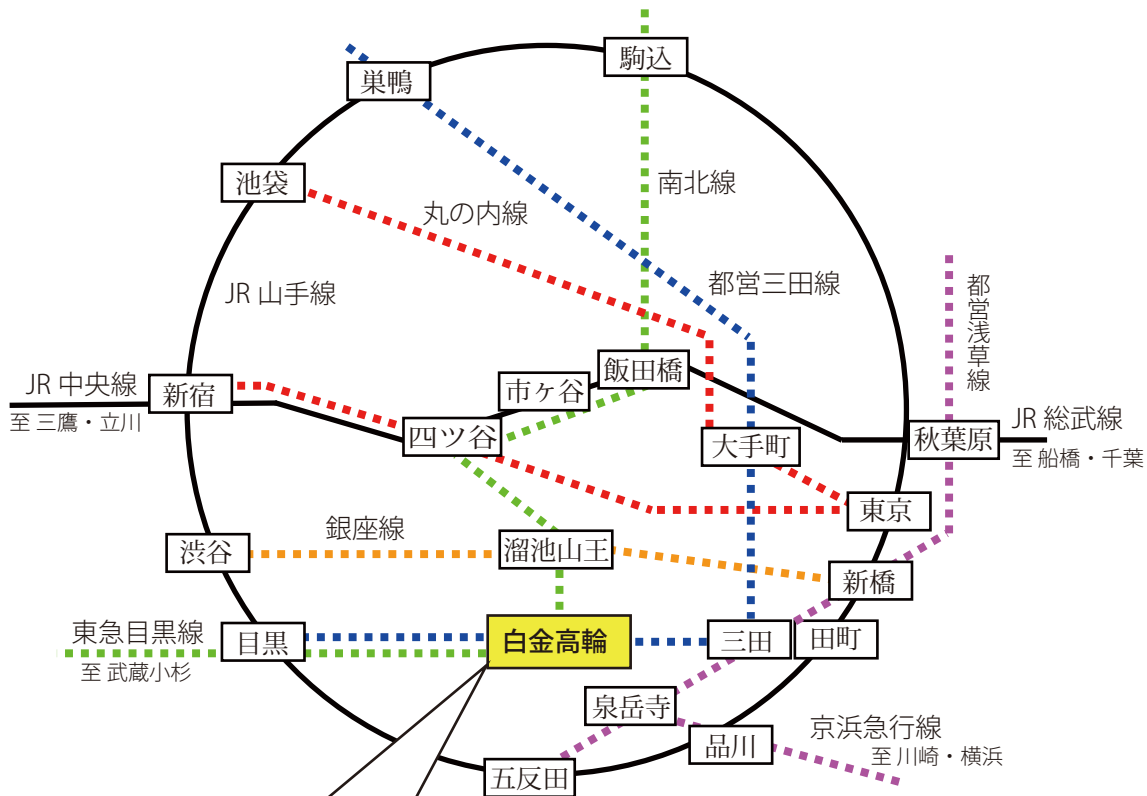 駒込
巣鴨
池袋
南北線
丸の内線
都営三田線
JR 山手線
都営浅草線
飯田橋
市ヶ谷
JR 中央線
至 三鷹・立川
新宿
四ツ谷
大手町
秋葉原
JR 総武線
至 船橋・千葉
東京
銀座線
渋谷
溜池山王
新橋
東急目黒線
至 武蔵小杉
目黒
白金高輪
三田
田町
泉岳寺
品川
京浜急行線
至 川崎・横浜
五反田